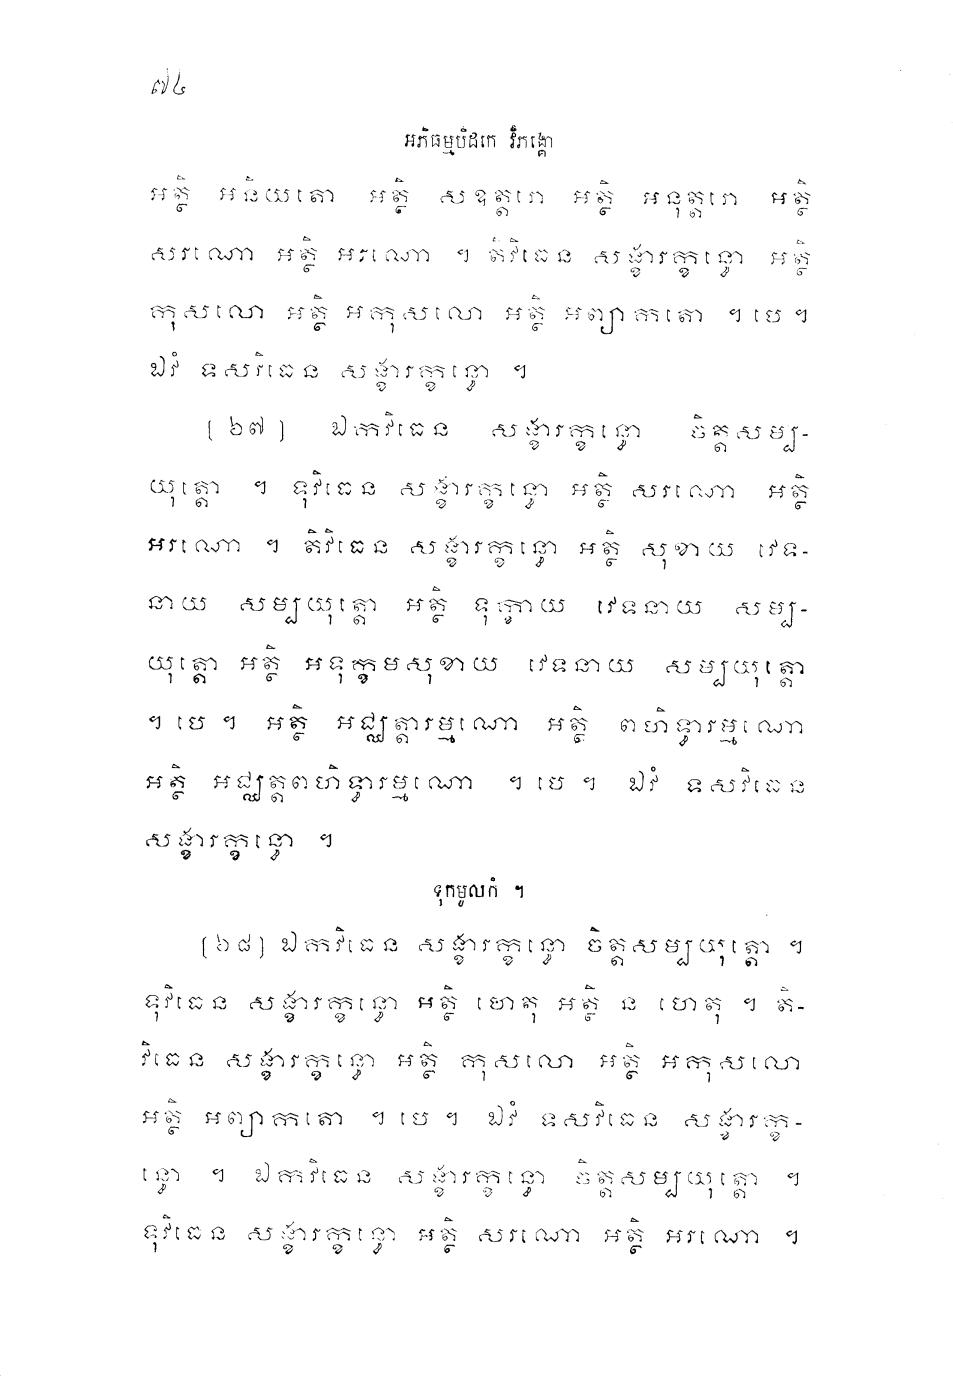 ៧៤
អភិធម្មបិដកេ វិភង្គោ
អត្ថិ អនិយតោ អត្ថិ សឧត្តរោ អត្ថិ អនុត្តរោ អត្ថិ
សរណោ អត្ថិ អរណោ ។ តិវិធេន សង្ខារក្ខន្ធោ អត្ថិ
កុសលោ អត្ថិ អកុសលោ អត្ថិ អព្យាកតោ ។ បេ ។
ឯវំ ទសវិធេន សង្ខារក្ខន្ធោ ។
[៦៧] ឯកវិធេន សង្ខារក្ខន្ធោ ចិត្តសម្ប-
យុត្តោ ។ ទុវិធេន សង្ខារក្ខន្ធោ អត្ថិ សរណោ អត្ថិ
អរណោ ។ តិវិធេន សង្ខារក្ខន្ធោ អត្ថិ សុខាយ វេទ-
នាយ សម្បយុត្តោ អត្ថិ ទុក្ខាយ វេទនាយ សម្ប-
យុត្តោ អត្ថិ អទុក្ខមសុខាយ វេទនាយ សម្បយុត្តោ
។ បេ ។ អត្ថិ អជ្ឈត្តារម្មណោ អត្ថិ ពហិទ្ធារម្មណោ
អត្ថិ អជ្ឈត្តពហិទ្ធារម្មណោ ។ បេ ។ ឯវំ ទសវិធេន
សង្ខារក្ខន្ធោ ។
ទុកមូលកំ ។
[៦៨] ឯកវិធេន សង្ខារក្ខន្ធោ ចិត្តសម្បយុត្តោ ។
ទុវិធេន សង្ខារក្ខន្ធោ អត្ថិ ហេតុ អត្ថិ ន ហេតុ ។ តិ-
វិធេន សង្ខារក្ខន្ធោ អត្ថិ កុសលោ អត្ថិ អកុសលោ
អត្ថិ អព្យាកតោ ។ បេ ។ ឯវំ ទសវិធេន សង្ខារក្ខ-
ន្ធោ ។ ឯកវិធេន សង្ខារក្ខន្ធោ ចិត្តសម្បយុត្តោ ។
ទុវិធេន សង្ខារក្ខន្ធោ អត្ថិ សរណោ អត្ថិ អរណោ ។